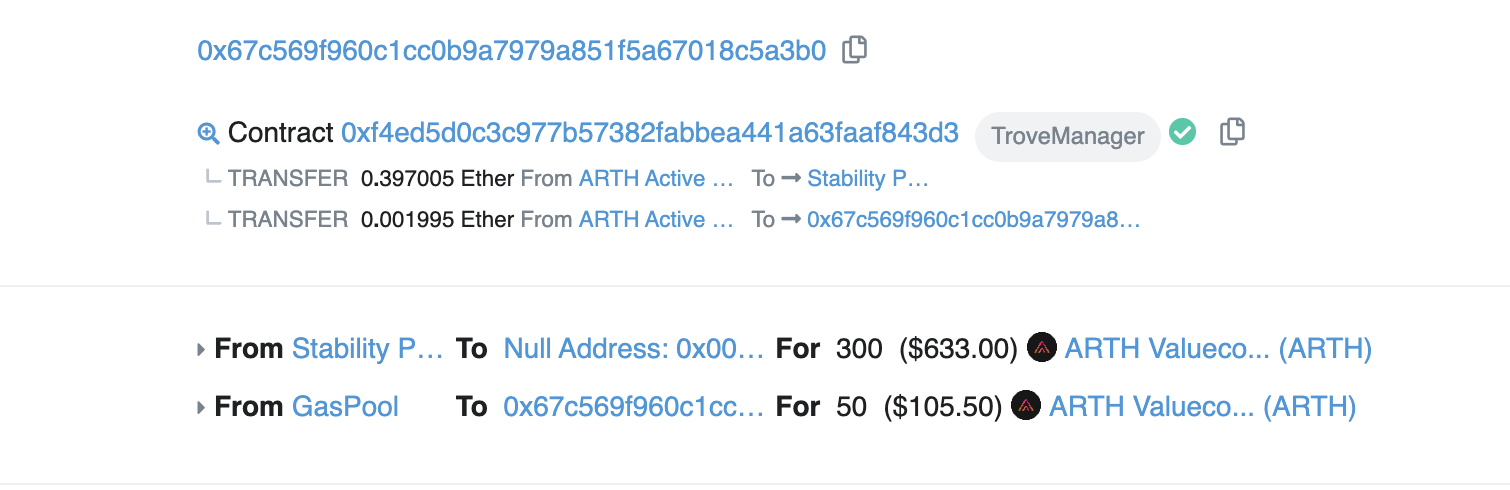 0x67c569f960c1cc0b9a7979a851f5a67018c5a3b0
Contract 0xf4ed5d0c3c977b57382fabbea441a63faaf843d3 TroveManager
TRANSFER 0.397005 Ether From ARTH Active ... To Stability P...
TRANSFER 0.001995 Ether From ARTH Active ... To 0x67c569f960c1cc0b9a7979a8...
From Stability P... To Null Address: 0x00... For 300 ($633.00) ARTH Valueco... (ARTH)
From GasPool To 0x67c569f960c1cc... For 50 ($105.50) ARTH Valueco... (ARTH)